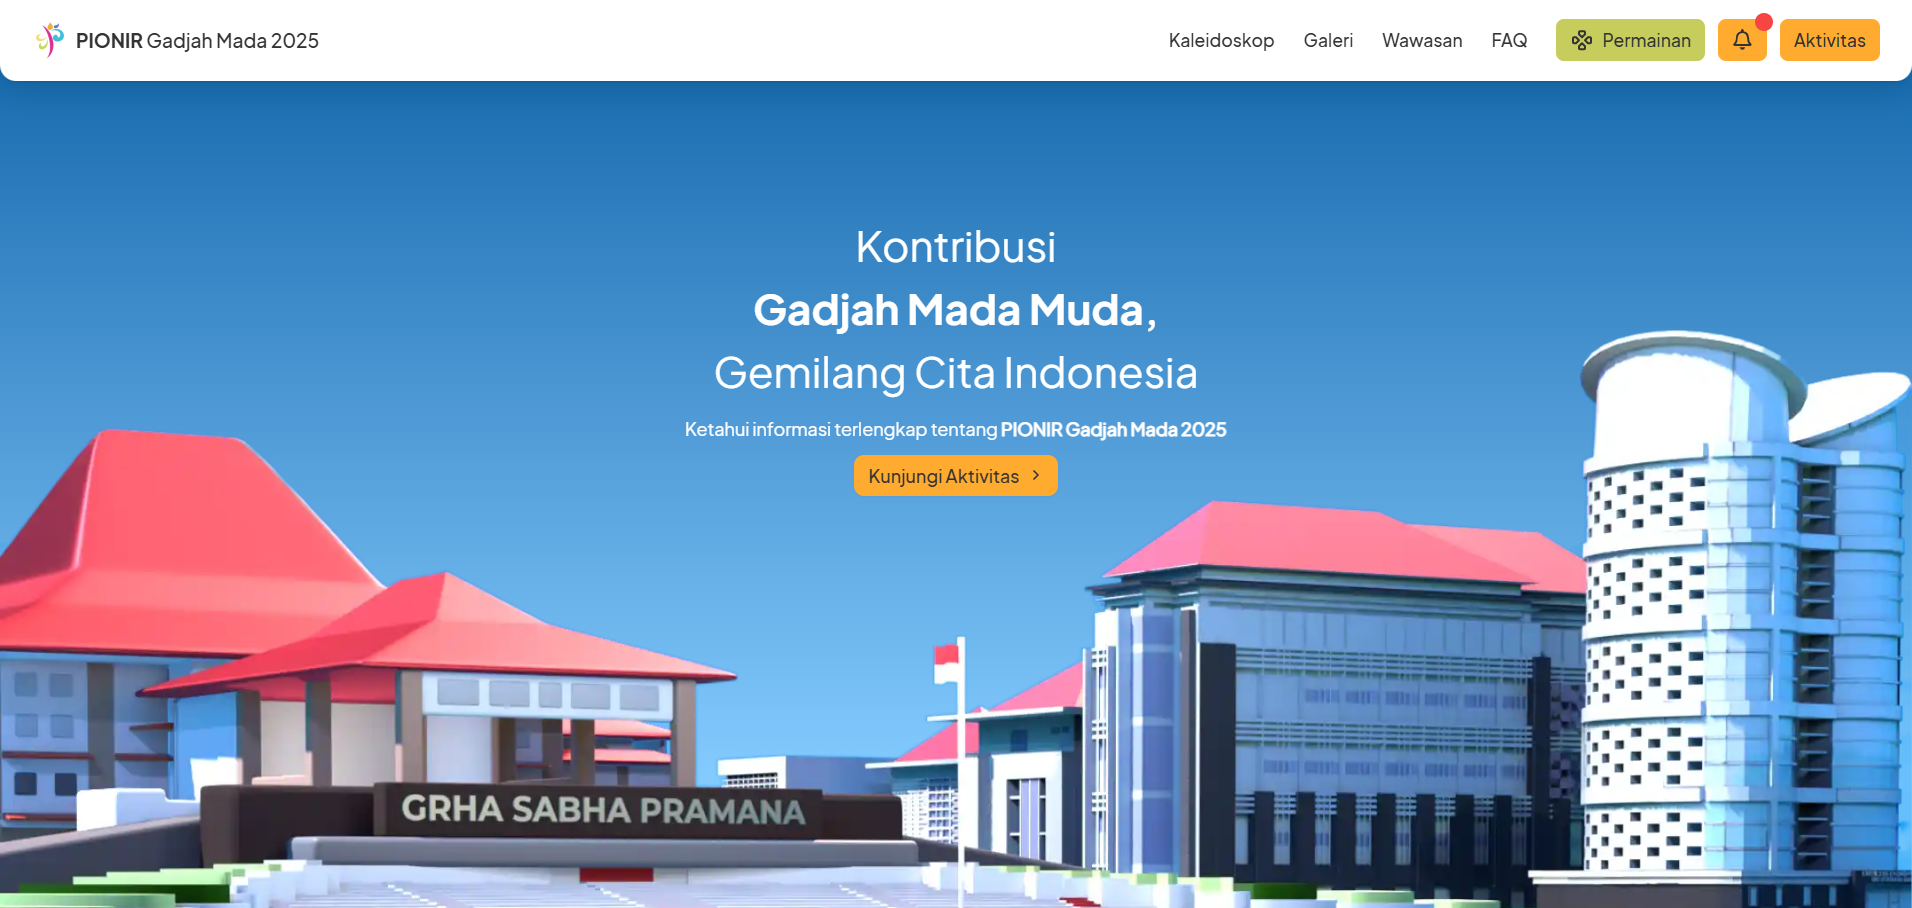 PIONIR Gadjah Mada 2025
Kaleidoskop
Galeri
Wawasan
FAQ
Permainan
Aktivitas
Kontribusi
Gadjah Mada Muda,
Gemilang Cita Indonesia
Ketahui informasi terlengkap tentang PIONIR Gadjah Mada 2025
Kunjungi Aktivitas
GRHA SABHA PRAMANA